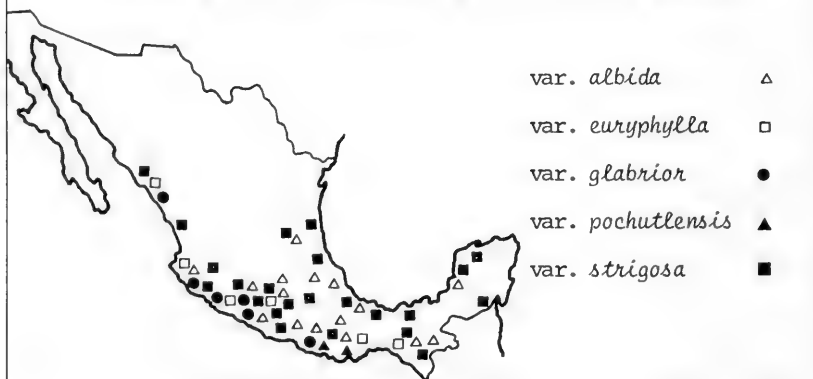 var. albida
var. euryphylla
var. glabrior
var. pochutlensis
var. strigosa